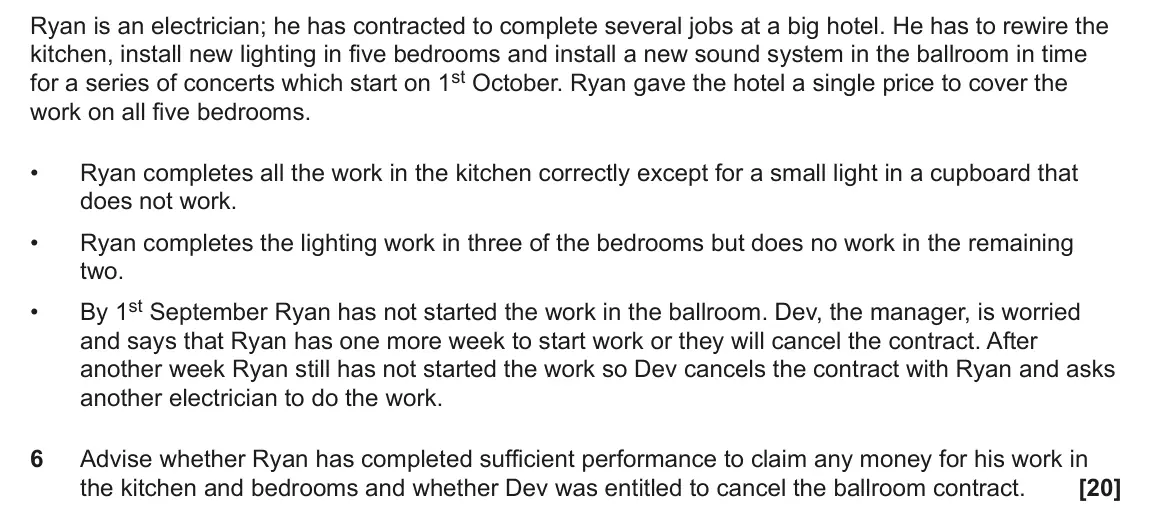 Ryan is an electrician; he has contracted to complete several jobs at a big hotel. He has to rewire the
kitchen, install new lighting in five bedrooms and install a new sound system in the ballroom in time
for a series of concerts which start on 1st October. Ryan gave the hotel a single price to cover the
work on all five bedrooms.
• Ryan completes all the work in the kitchen correctly except for a small light in a cupboard that
does not work.
• Ryan completes the lighting work in three of the bedrooms but does no work in the remaining
two.
• By 1st September Ryan has not started the work in the ballroom. Dev, the manager, is worried
and says that Ryan has one more week to start work or they will cancel the contract. After
another week Ryan still has not started the work so Dev cancels the contract with Ryan and asks
another electrician to do the work.
6 Advise whether Ryan has completed sufficient performance to claim any money for his work in
the kitchen and bedrooms and whether Dev was entitled to cancel the ballroom contract. [20]